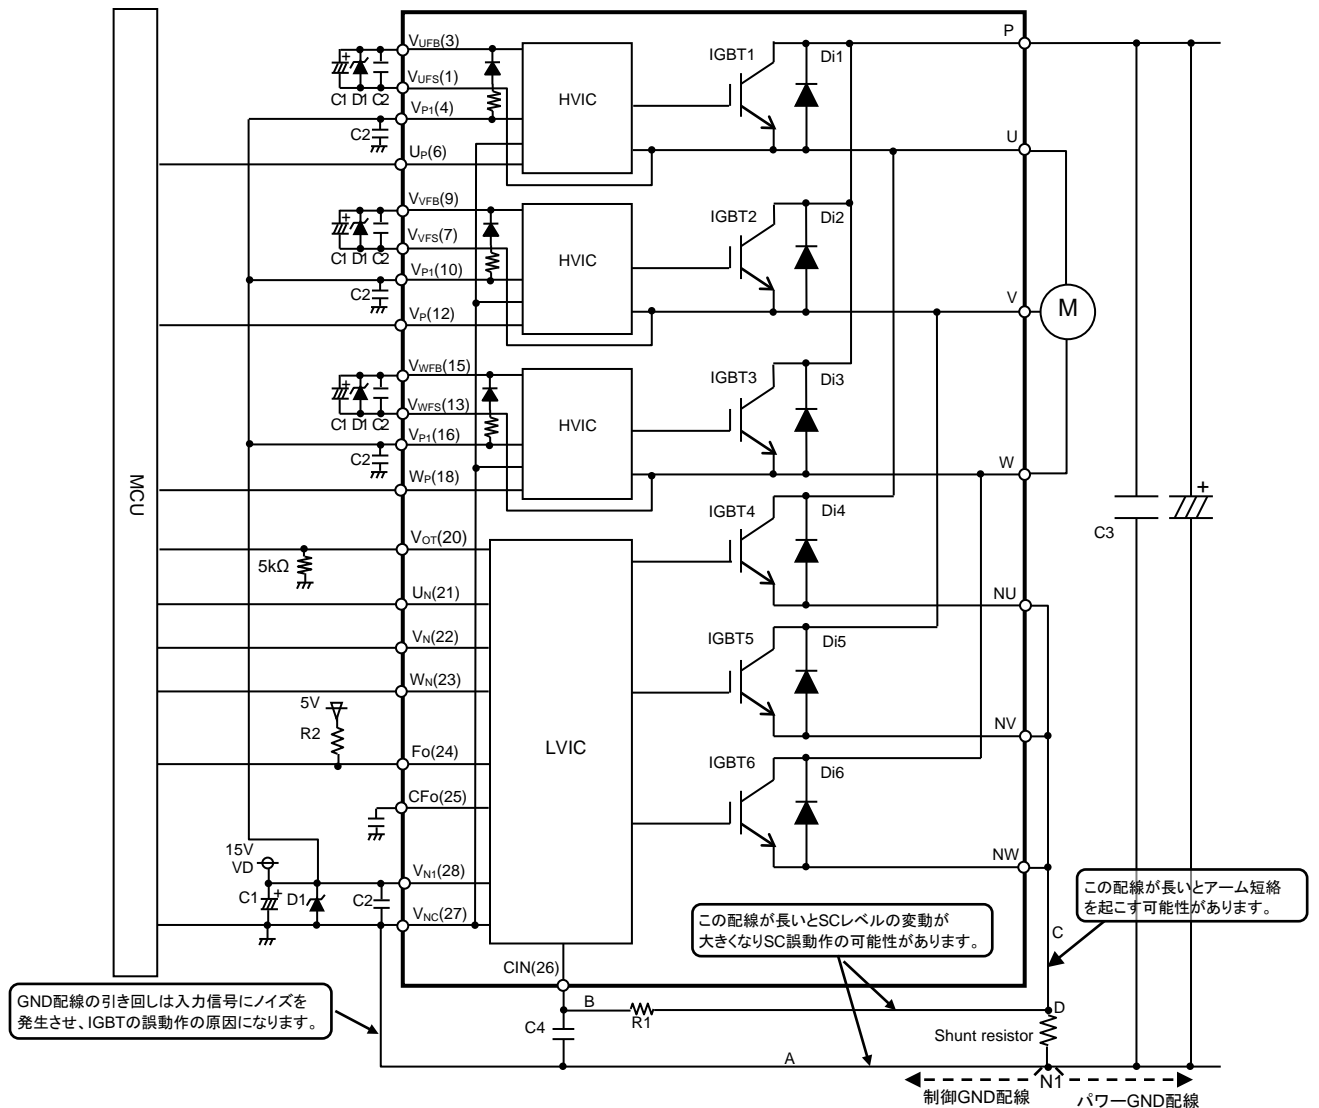 VUFB(3)
VUFS(1)
C1 D1 C2
VP1(4)
C2
UP(6)
HVIC
IGBT1
Di1
P
U
VVFB(9)
VVFS(7)
C1 D1 C2
VP1(10)
C2
VP(12)
HVIC
IGBT2
Di2
V
M
VWFB(15)
VWFS(13)
C1 D1 C2
VP1(16)
C2
WP(18)
HVIC
IGBT3
Di3
W
MCU
VOT(20)
5kΩ
UN(21)
VN(22)
WN(23)
5V
R2
Fo(24)
CFo(25)
15V
VD
VN1(28)
C1
+
D1
C2
VNC(27)
LVIC
IGBT4
Di4
NU
IGBT5
Di5
NV
IGBT6
Di6
NW
C3
+
この配線が長いとアーム短絡
を起こす可能性があります。
この配線が長いとSCレベルの変動が
大きくなりSC誤動作の可能性があります。
C
CIN(26)
GND配線の引き回しは入力信号にノイズを
発生させ、IGBTの誤動作の原因になります。
B
R1
D
C4
Shunt resistor
A
N1
制御GND配線
パワーGND配線